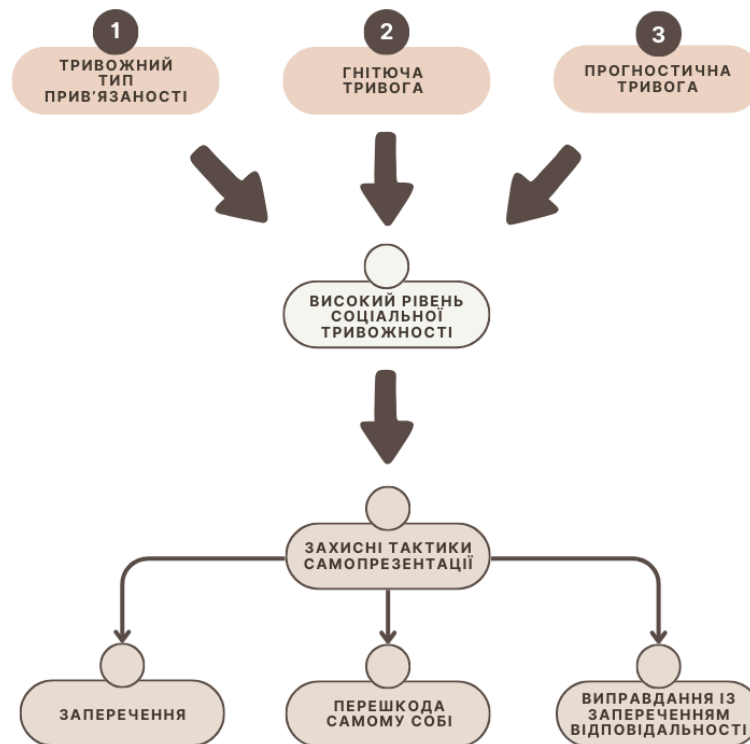 1
ТРИВОЖНИЙ
ТИП
ПРИВ'ЯЗАНОСТІ
2
ГНІТЮЧА
ТРИВОГА
3
ПРОГНОСТИЧНА
ТРИВОГА
ВИСОКИЙ РІВЕНЬ
СОЦІАЛЬНОЇ
ТРИВОЖНОСТІ
ЗАХИСНІ ТАКТИКИ
САМОПРЕЗЕНТАЦІЇ
ЗАПЕРЕЧЕННЯ
ПЕРЕШКОДА
САМОМУ СОБІ
ВИПРАВДАННЯ ІЗ
ЗАПЕРЕЧЕННЯМ
ВІДПОВІДАЛЬНОСТІ